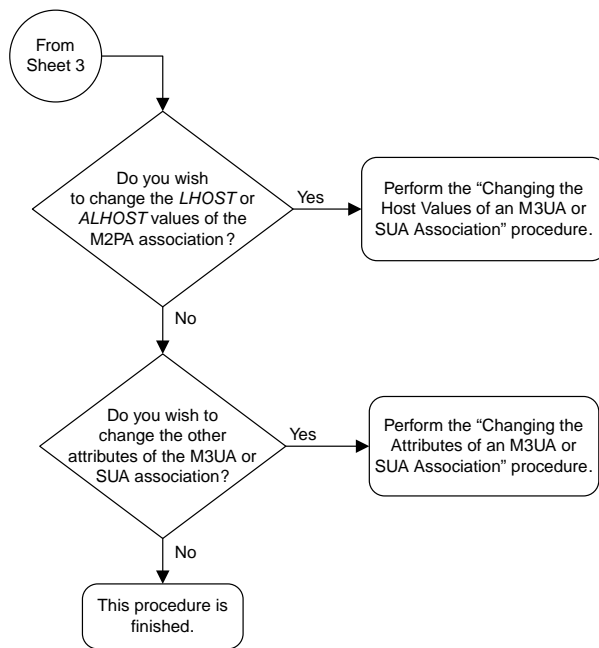 From
Sheet 3
Do you wish
to change the LHOST or
ALHOST values of the
M2PA association ?
Yes
Perform the “Changing the
Host Values of an M3UA or
SUA Association” procedure.
No
Do you wish to
change the other
attributes of the M3UA or
SUA association?
Yes
Perform the “Changing the
Attributes of an M3UA or
SUA Association” procedure.
No
This procedure is
finished.